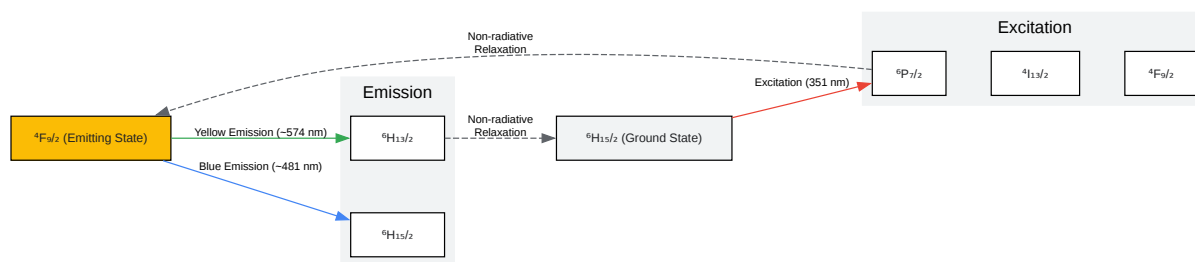 Excitation
Non-radiative
Relaxation
⁶P₇/₂
⁴I₁₃/₂
⁴F₉/₂
Excitation (351 nm)
Emission
⁴F₉/₂ (Emitting State)
Yellow Emission (~574 nm)
⁶H₁₃/₂
Non-radiative
Relaxation
⁶H₁₅/₂ (Ground State)
Blue Emission (~481 nm)
⁶H₁₅/₂